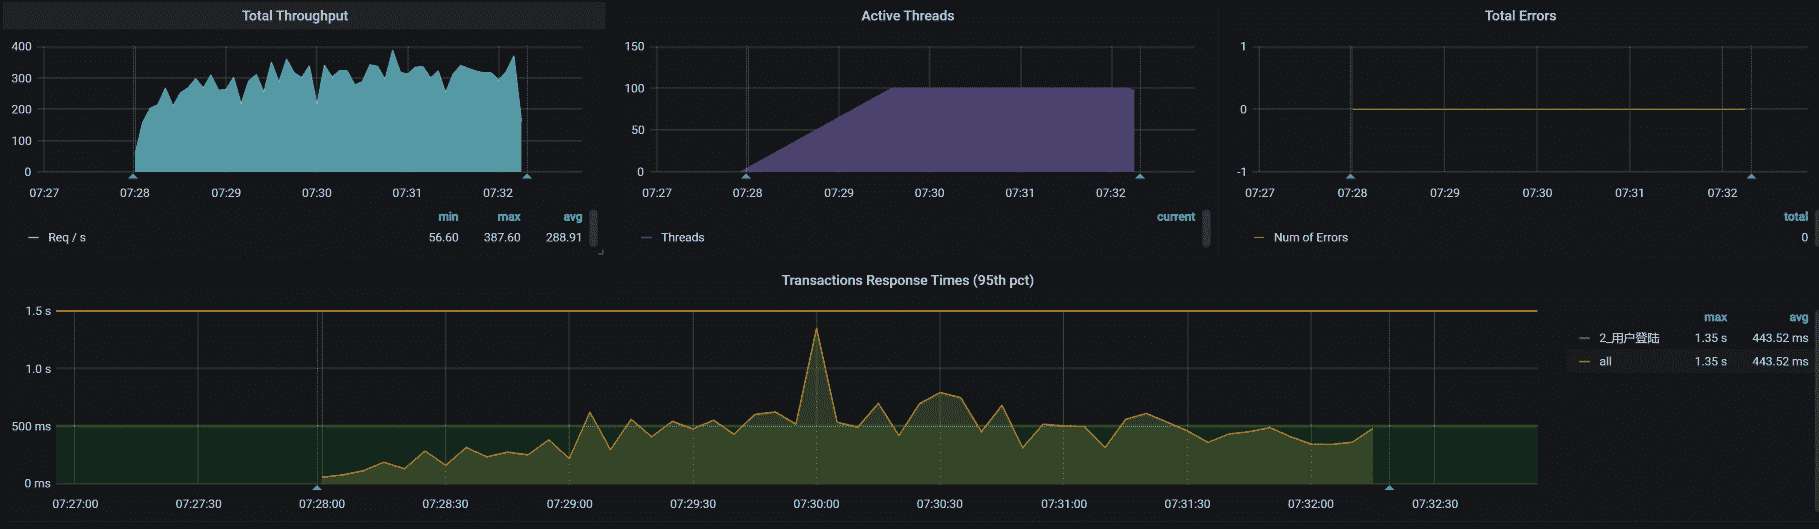 Total Throughput
400
300
200
100
0
07:27 07:28 07:29 07:30 07:31 07:32
min max avg
Req / s 56.60 387.60 288.91
Active Threads
150
100
50
0
07:27 07:28 07:29 07:30 07:31 07:32
current
Threads
Total Errors
1
0
-1
07:27 07:28 07:29 07:30 07:31 07:32
total
Num of Errors 0
Transactions Response Times (95th pct)
1.5 s
1.0 s
500 ms
0 ms
07:27:00 07:27:30 07:28:00 07:28:30 07:29:00 07:29:30 07:30:00 07:30:30 07:31:00 07:31:30 07:32:00 07:32:30
max avg
2_用户登陆 1.35 s 443.52 ms
all 1.35 s 443.52 ms